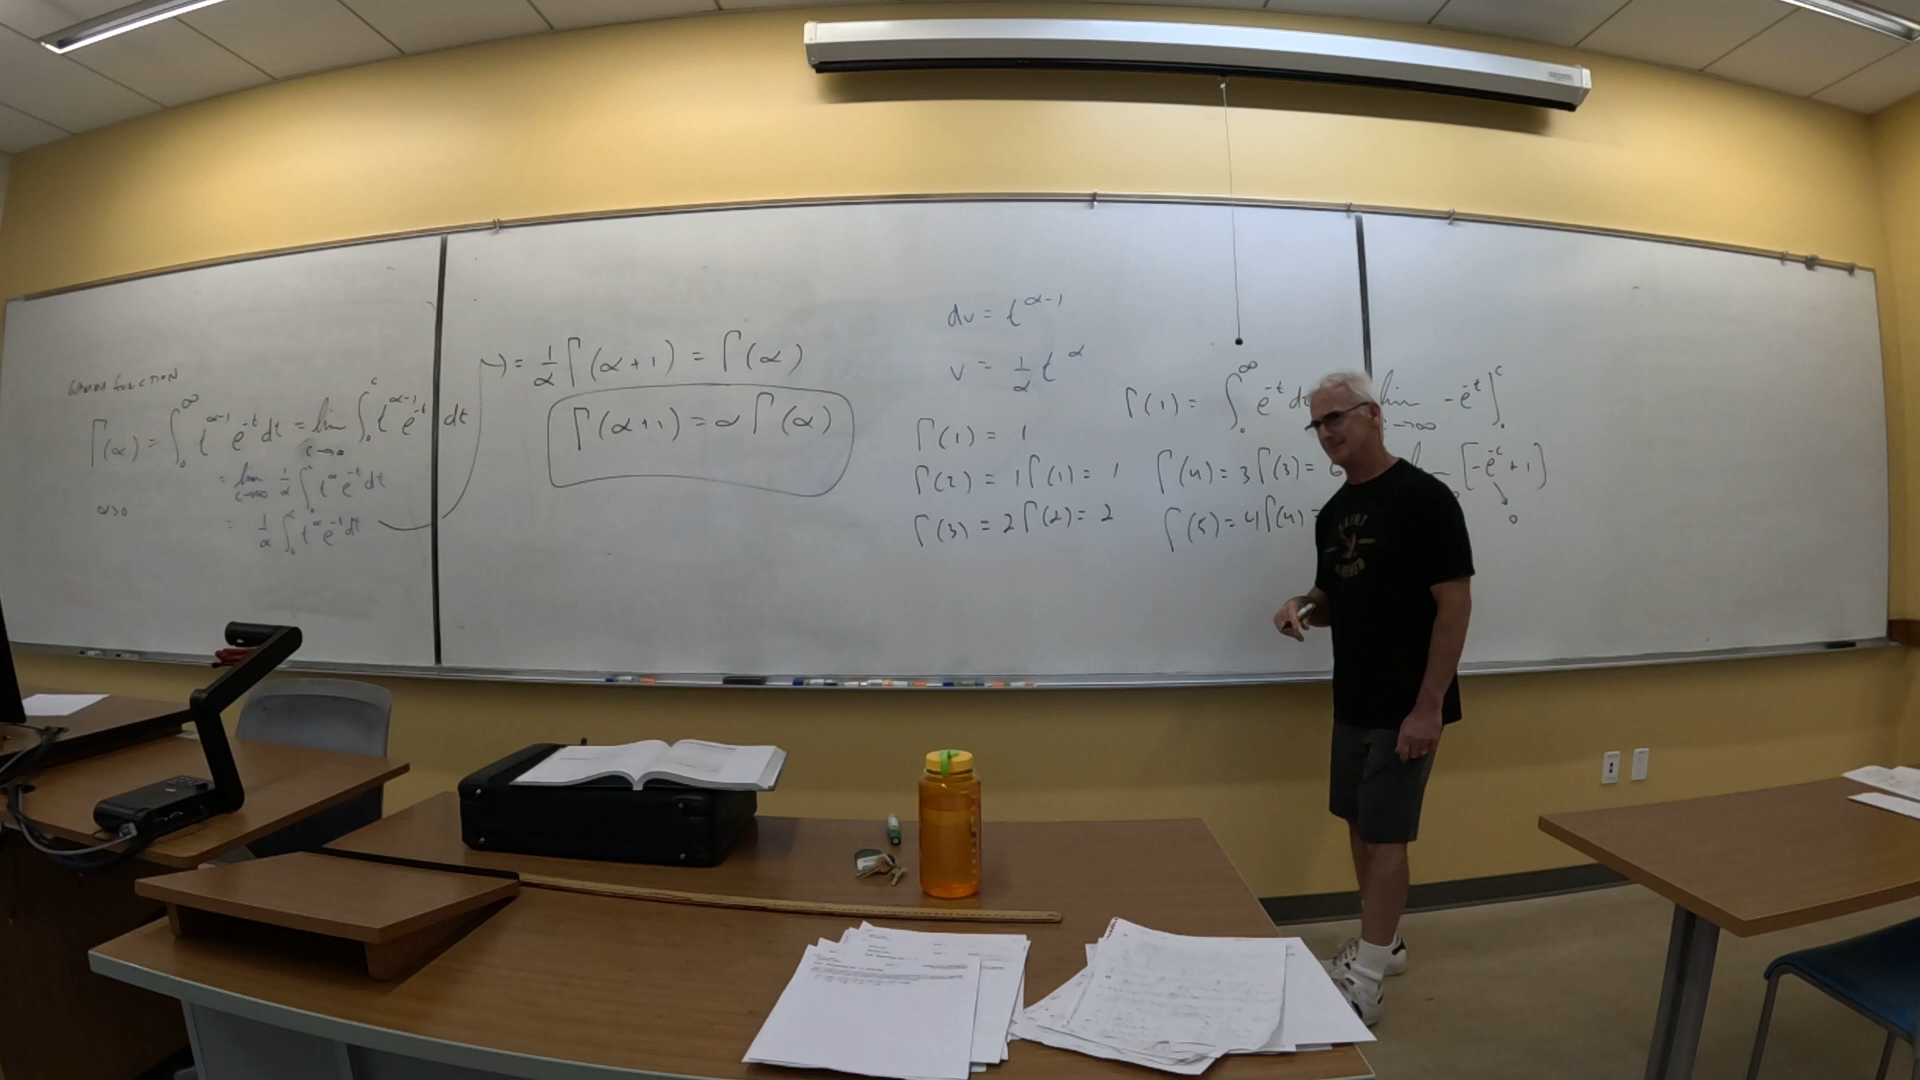 GAMMA FUNCTION
Γ(α) = ∫₀^∞ t^(α-1) e^(-t) dt = lim_(c→∞) ∫₀^c t^(α-1) e^(-t) dt
= lim_(c→∞) 1/α ∫₀^c t^α e^(-t) dt
α>0
= 1/α ∫₀^∞ t^α e^(-t) dt
= 1/α Γ(α+1) = Γ(α)
Γ(α+1) = α Γ(α)
dv = t^(α-1)
v = 1/α t^α
Γ(1) = ∫₀^∞ e^(-t) dt
lim_(c→∞) -e^(-t) ]₀^c
Γ(1) = 1
Γ(2) = 1Γ(1) = 1
Γ(3) = 2Γ(2) = 2
Γ(4) = 3Γ(3) = 6
Γ(5) = 4Γ(4) =
[-e^(-c) + 1]
0
SAINT